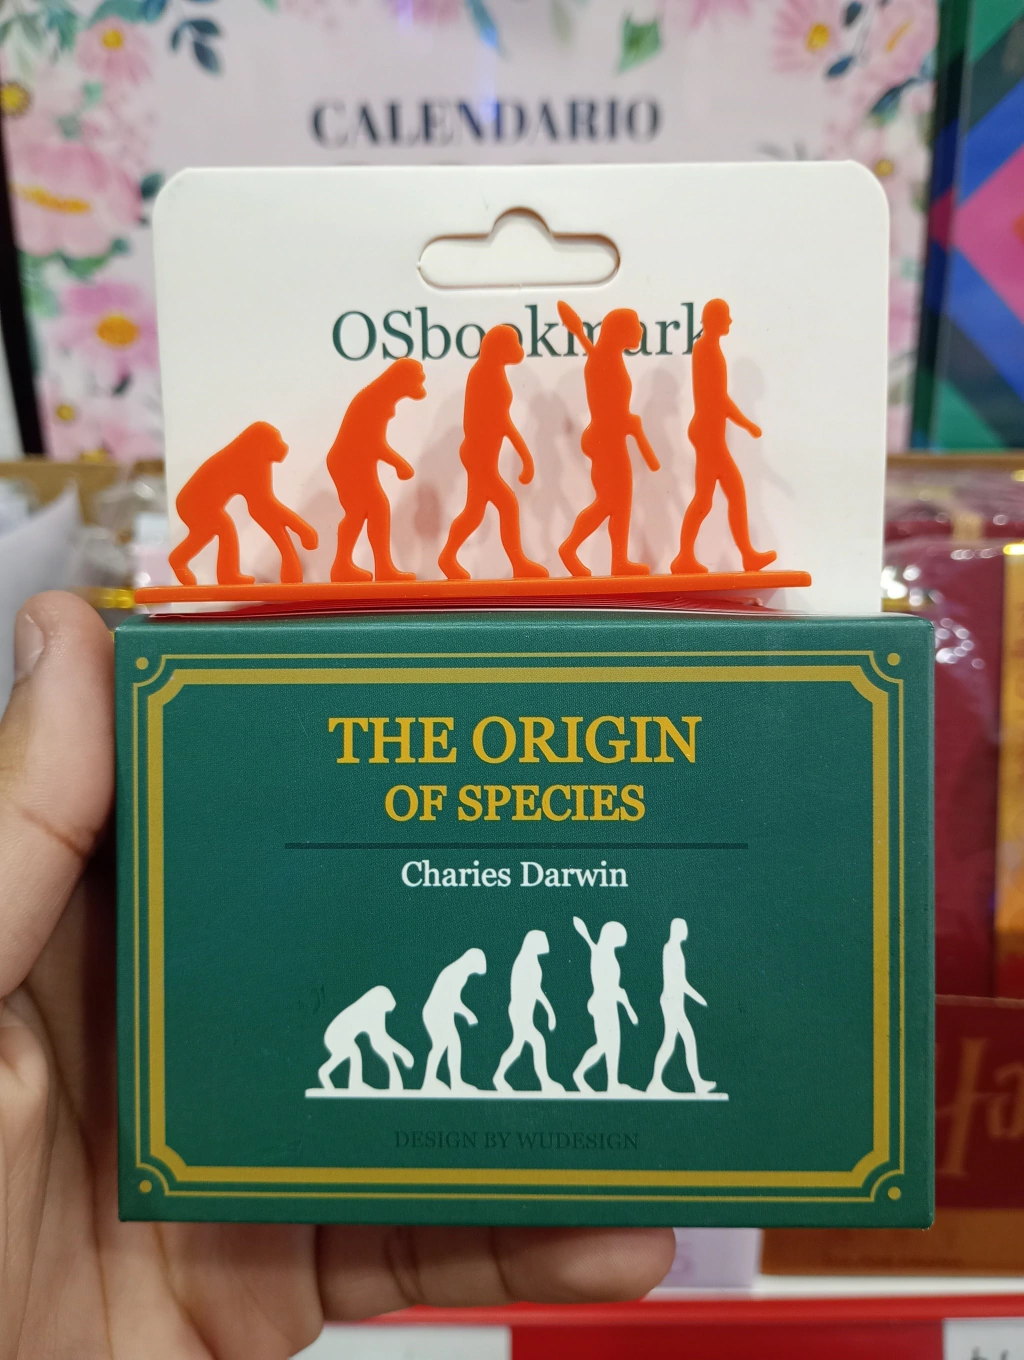 CALENDARIO
OSbookmark
THE ORIGIN
OF SPECIES
Charies Darwin
DESIGN BY WUDESIGN